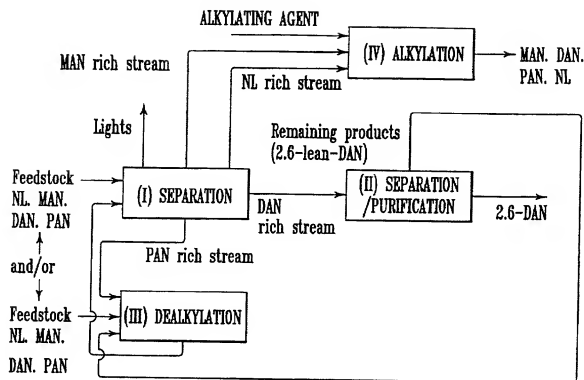 ALKYLATING AGENT
(IV) ALKYLATION
MAN. DAN.
PAN. NL
MAN rich stream
NL rich stream
Lights
Remaining products
(2.6-lean-DAN)
Feedstock
NL. MAN.
DAN. PAN
(I) SEPARATION
DAN
rich stream
(II) SEPARATION
/PURIFICATION
2.6-DAN
PAN rich stream
and/or
Feedstock
NL. MAN.
DAN. PAN
(III) DEALKYLATION